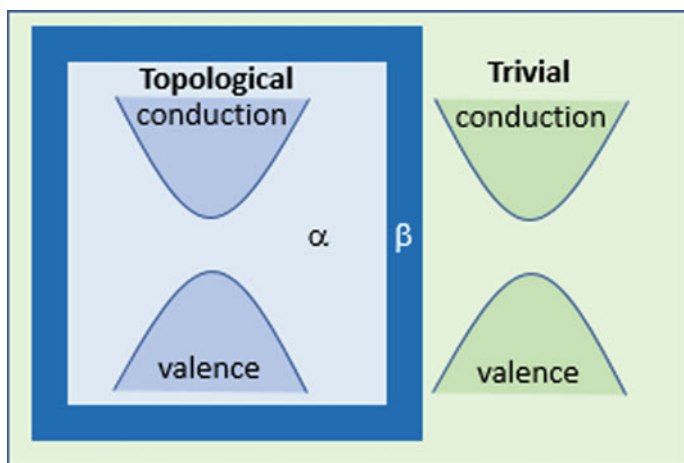 Topological
conduction
α
valence
β
Trivial
conduction
valence